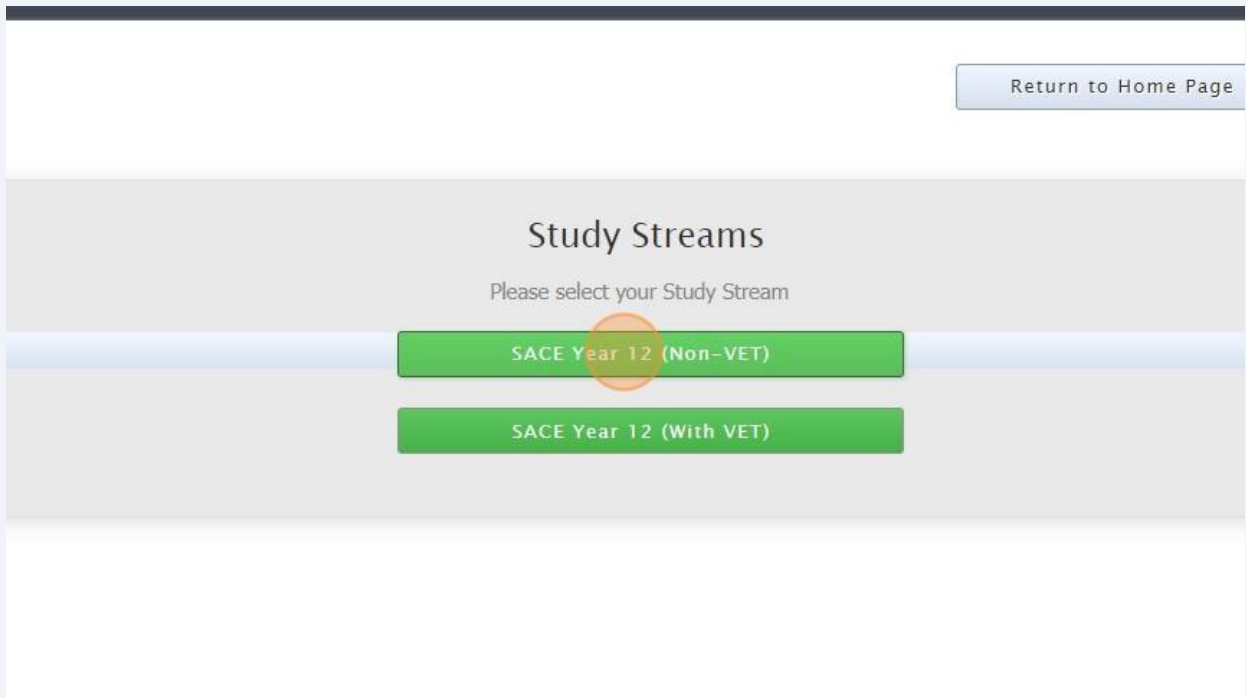 Return to Home Page
Study Streams
Please select your Study Stream
SACE Year 12 (Non-VET)
SACE Year 12 (With VET)